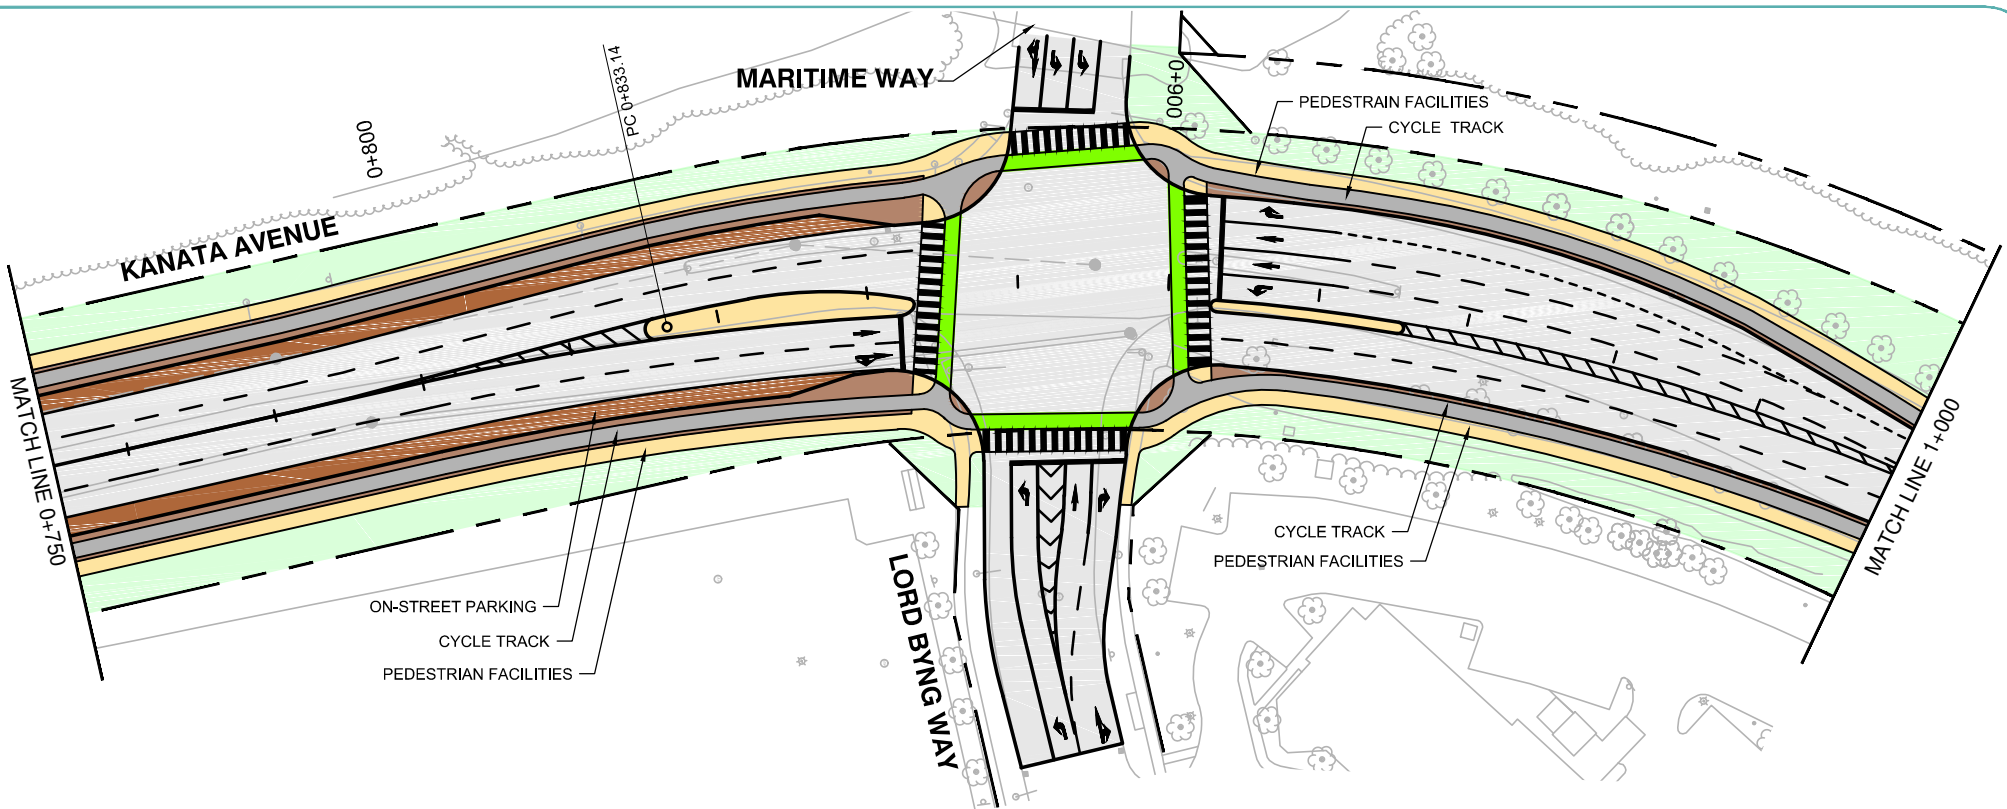 MARITIME WAY
PC 0+833.14
0+800
0+900
PEDESTRAIN FACILITIES
CYCLE TRACK
KANATA AVENUE
MATCH LINE 0+750
MATCH LINE 1+000
CYCLE TRACK
PEDESTRIAN FACILITIES
ON-STREET PARKING
CYCLE TRACK
PEDESTRIAN FACILITIES
LORD BYNG WAY